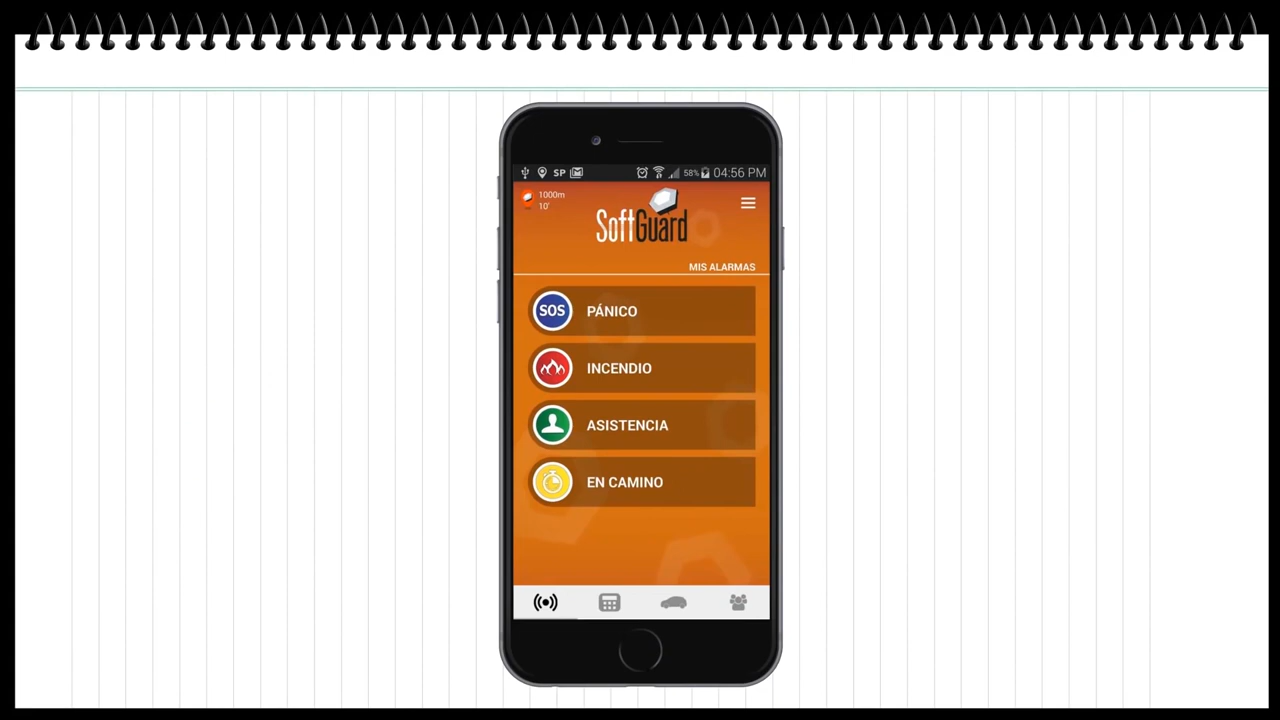 SP 58% 04:56 PM
1000m
10'
SoftGuard
MIS ALARMAS
SOS PÁNICO
INCENDIO
ASISTENCIA
EN CAMINO